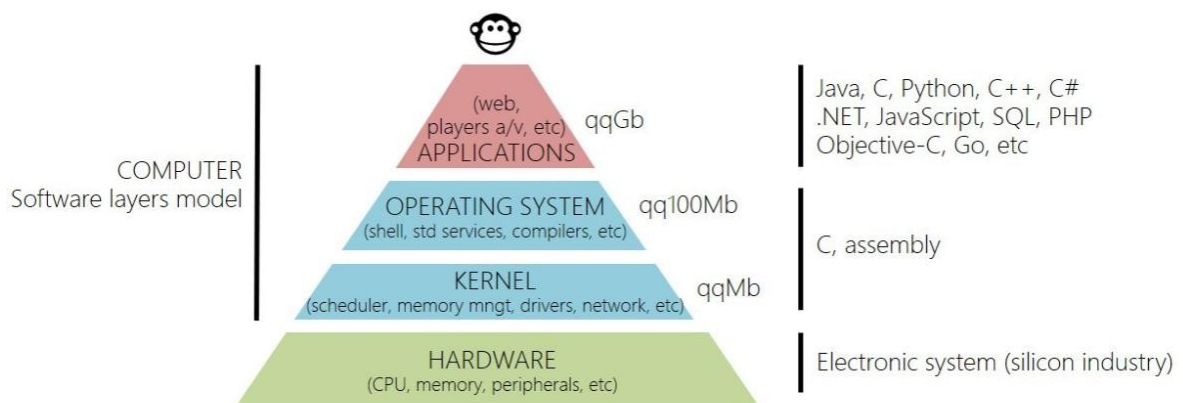 COMPUTER
Software layers model
(web,
players a/v, etc)
APPLICATIONS
qqGb
OPERATING SYSTEM
(shell, std services, compilers, etc)
qq100Mb
KERNEL
(scheduler, memory mngt, drivers, network, etc)
qqMb
HARDWARE
(CPU, memory, peripherals, etc)
Java, C, Python, C++, C#
.NET, JavaScript, SQL, PHP
Objective-C, Go, etc
C, assembly
Electronic system (silicon industry)